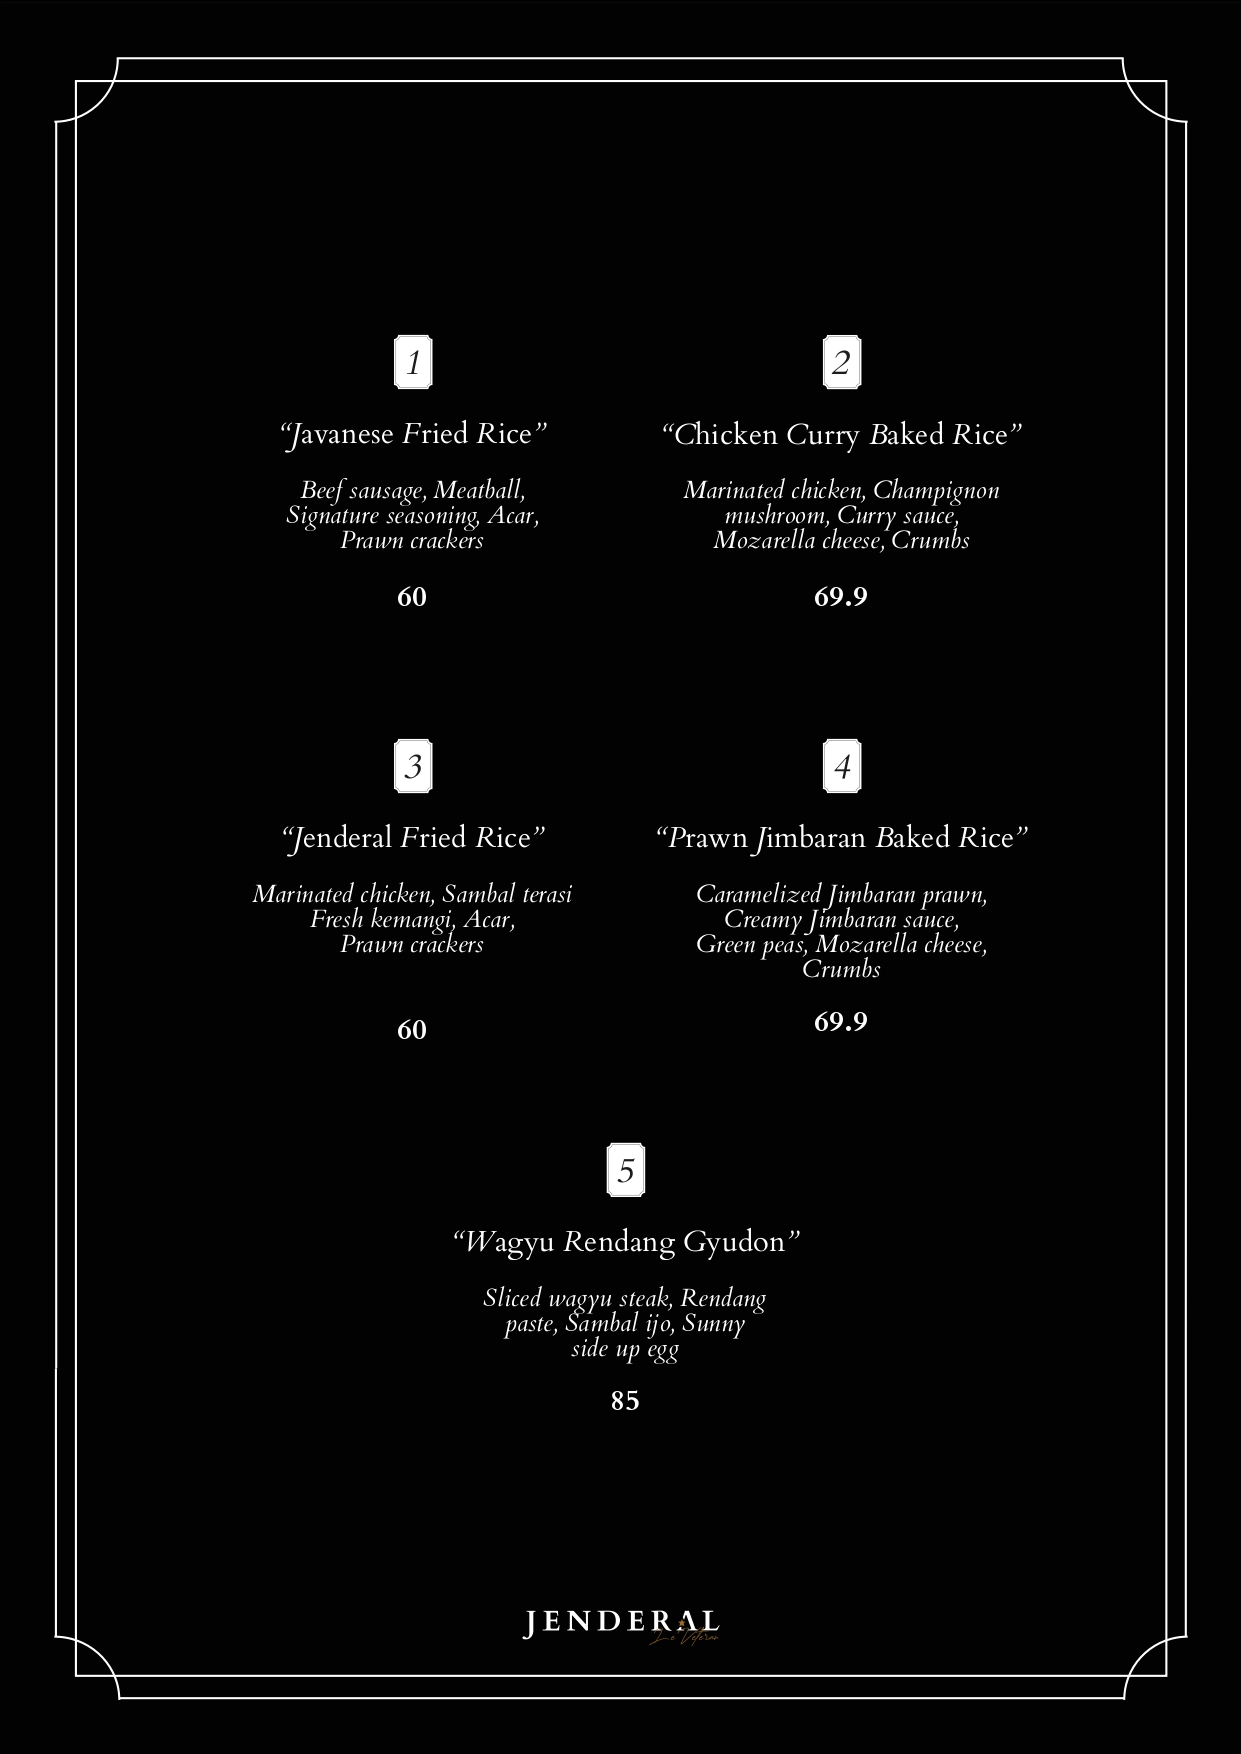 1
“Javanese Fried Rice”
Beef sausage, Meatball,
Signature seasoning, Acar,
Prawn crackers
60
2
“Chicken Curry Baked Rice”
Marinated chicken, Champignon
mushroom, Curry sauce,
Mozarella cheese, Crumbs
69.9
3
“Jenderal Fried Rice”
Marinated chicken, Sambal terasi
Fresh kemangi, Acar,
Prawn crackers
60
4
“Prawn Jimbaran Baked Rice”
Caramelized Jimbaran prawn,
Creamy Jimbaran sauce,
Green peas, Mozarella cheese,
Crumbs
69.9
5
“Wagyu Rendang Gyudon”
Sliced wagyu steak, Rendang
paste, Sambal ijo, Sunny
side up egg
85
JENDERAL
Le Veteran